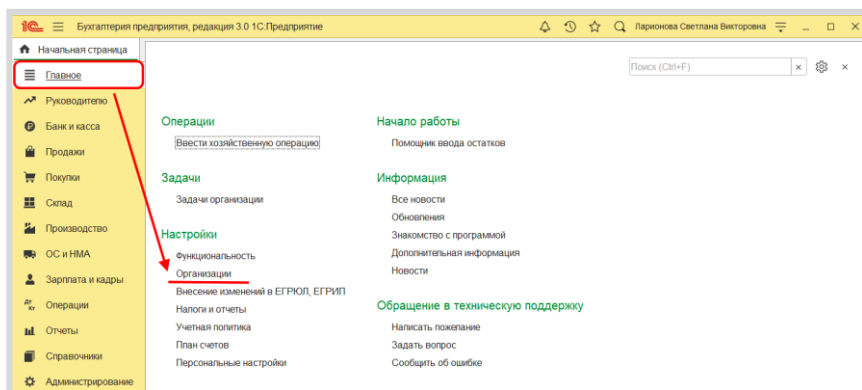 1С Бухгалтерия предприятия, редакция 3.0 1С:Предприятие Ларионова Светлана Викторовна
Начальная страница
Поиск (Ctrl+F)
Главное
Руководителю
Банк и касса
Продажи
Покупки
Склад
Производство
ОС и НМА
Зарплата и кадры
Дт Кт Операции
Отчеты
Справочники
Администрирование
Операции
Ввести хозяйственную операцию
Задачи
Задачи организации
Настройки
Функциональность
Организации
Внесение изменений в ЕГРЮЛ, ЕГРИП
Налоги и отчеты
Учетная политика
План счетов
Персональные настройки
Начало работы
Помощник ввода остатков
Информация
Все новости
Обновления
Знакомство с программой
Дополнительная информация
Новости
Обращение в техническую поддержку
Написать пожелание
Задать вопрос
Сообщить об ошибке